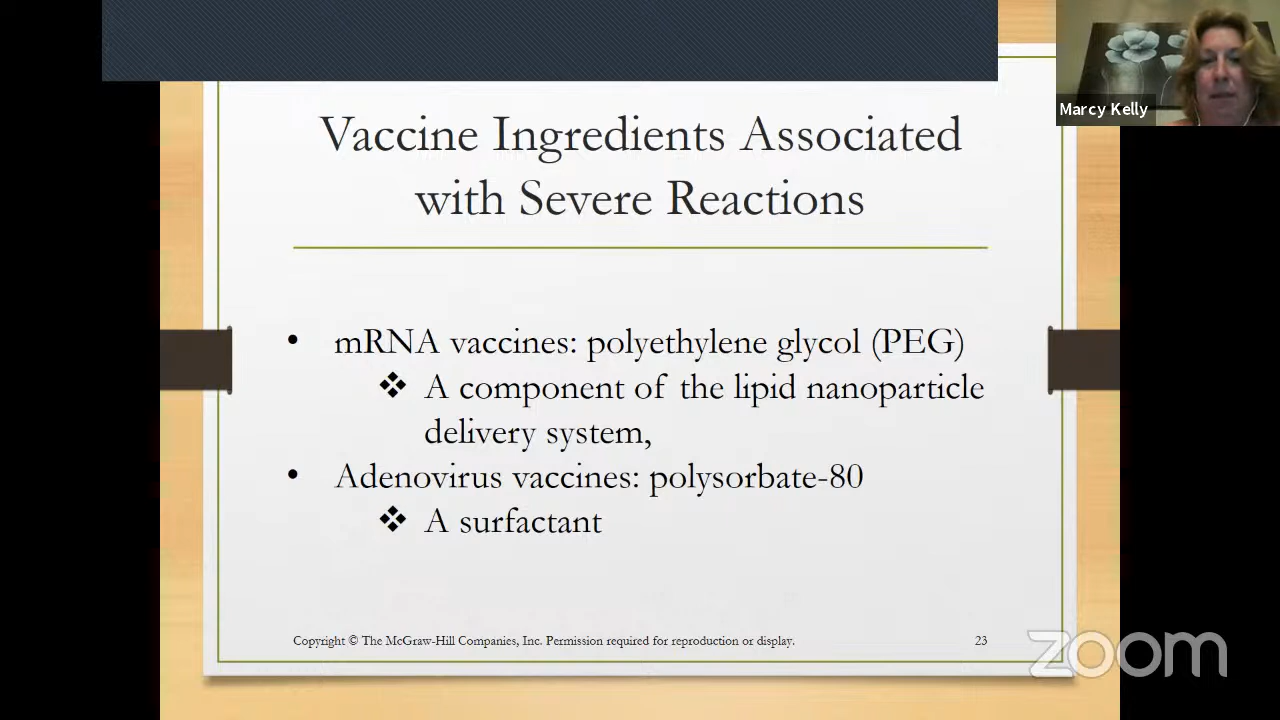 Marcy Kelly
Vaccine Ingredients Associated
with Severe Reactions
• mRNA vaccines: polyethylene glycol (PEG)
❖ A component of the lipid nanoparticle
delivery system,
• Adenovirus vaccines: polysorbate-80
❖ A surfactant
Copyright © The McGraw-Hill Companies, Inc. Permission required for reproduction or display.
23
zoom